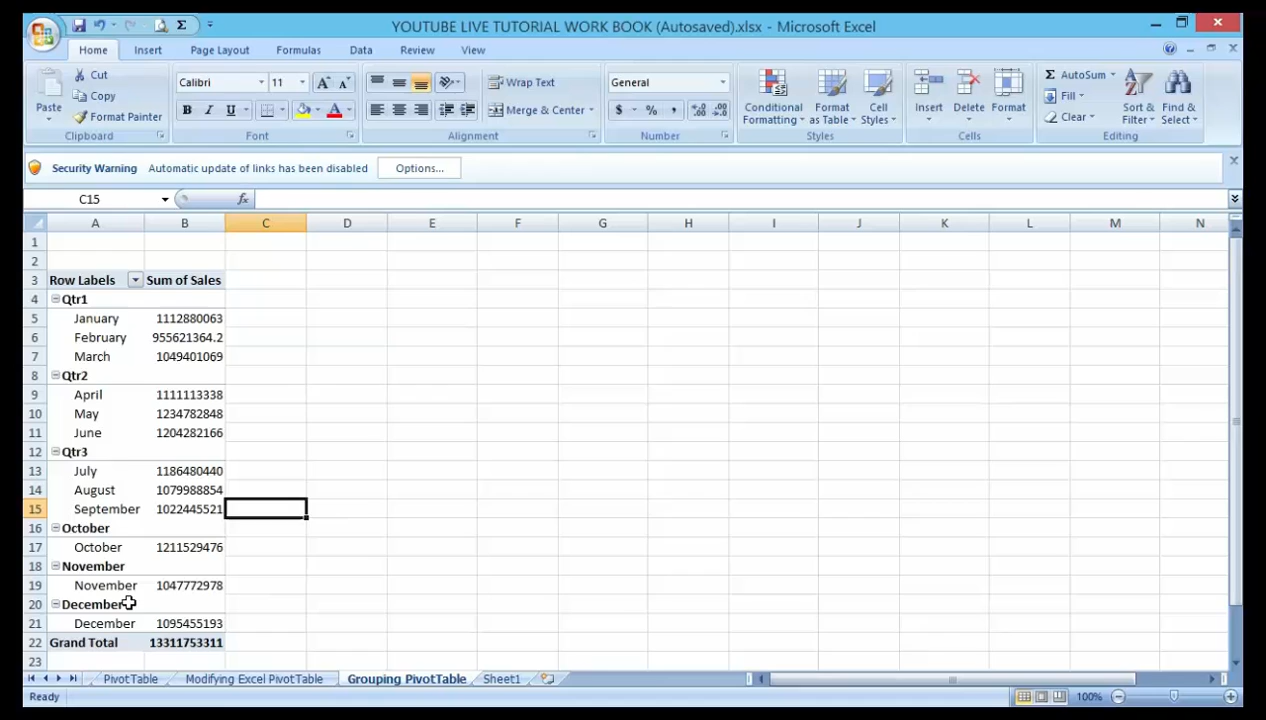 YOUTUBE LIVE TUTORIAL WORK BOOK (Autosaved).xlsx - Microsoft Excel
Home Insert Page Layout Formulas Data Review View
Cut
Copy
Format Painter
Paste
Clipboard
Calibri 11
B I U
Font
Wrap Text
Merge & Center
Alignment
General
$ % ,
Number
Conditional Formatting
Format as Table
Cell Styles
Styles
Insert Delete Format
Cells
AutoSum
Fill
Clear
Sort & Filter
Find & Select
Editing
Security Warning Automatic update of links has been disabled Options...
C15 fx
A B C D E F G H I J K L M N
1
2
3 Row Labels Sum of Sales
4 Qtr1
5 January 1112880063
6 February 955621364.2
7 March 1049401069
8 Qtr2
9 April 1111113338
10 May 1234782848
11 June 1204282166
12 Qtr3
13 July 1186480440
14 August 1079988854
15 September 1022445521
16 October
17 October 1211529476
18 November
19 November 1047772978
20 December
21 December 1095455193
22 Grand Total 13311753311
23
PivotTable Modifying Excel PivotTable Grouping PivotTable Sheet1
Ready 100%